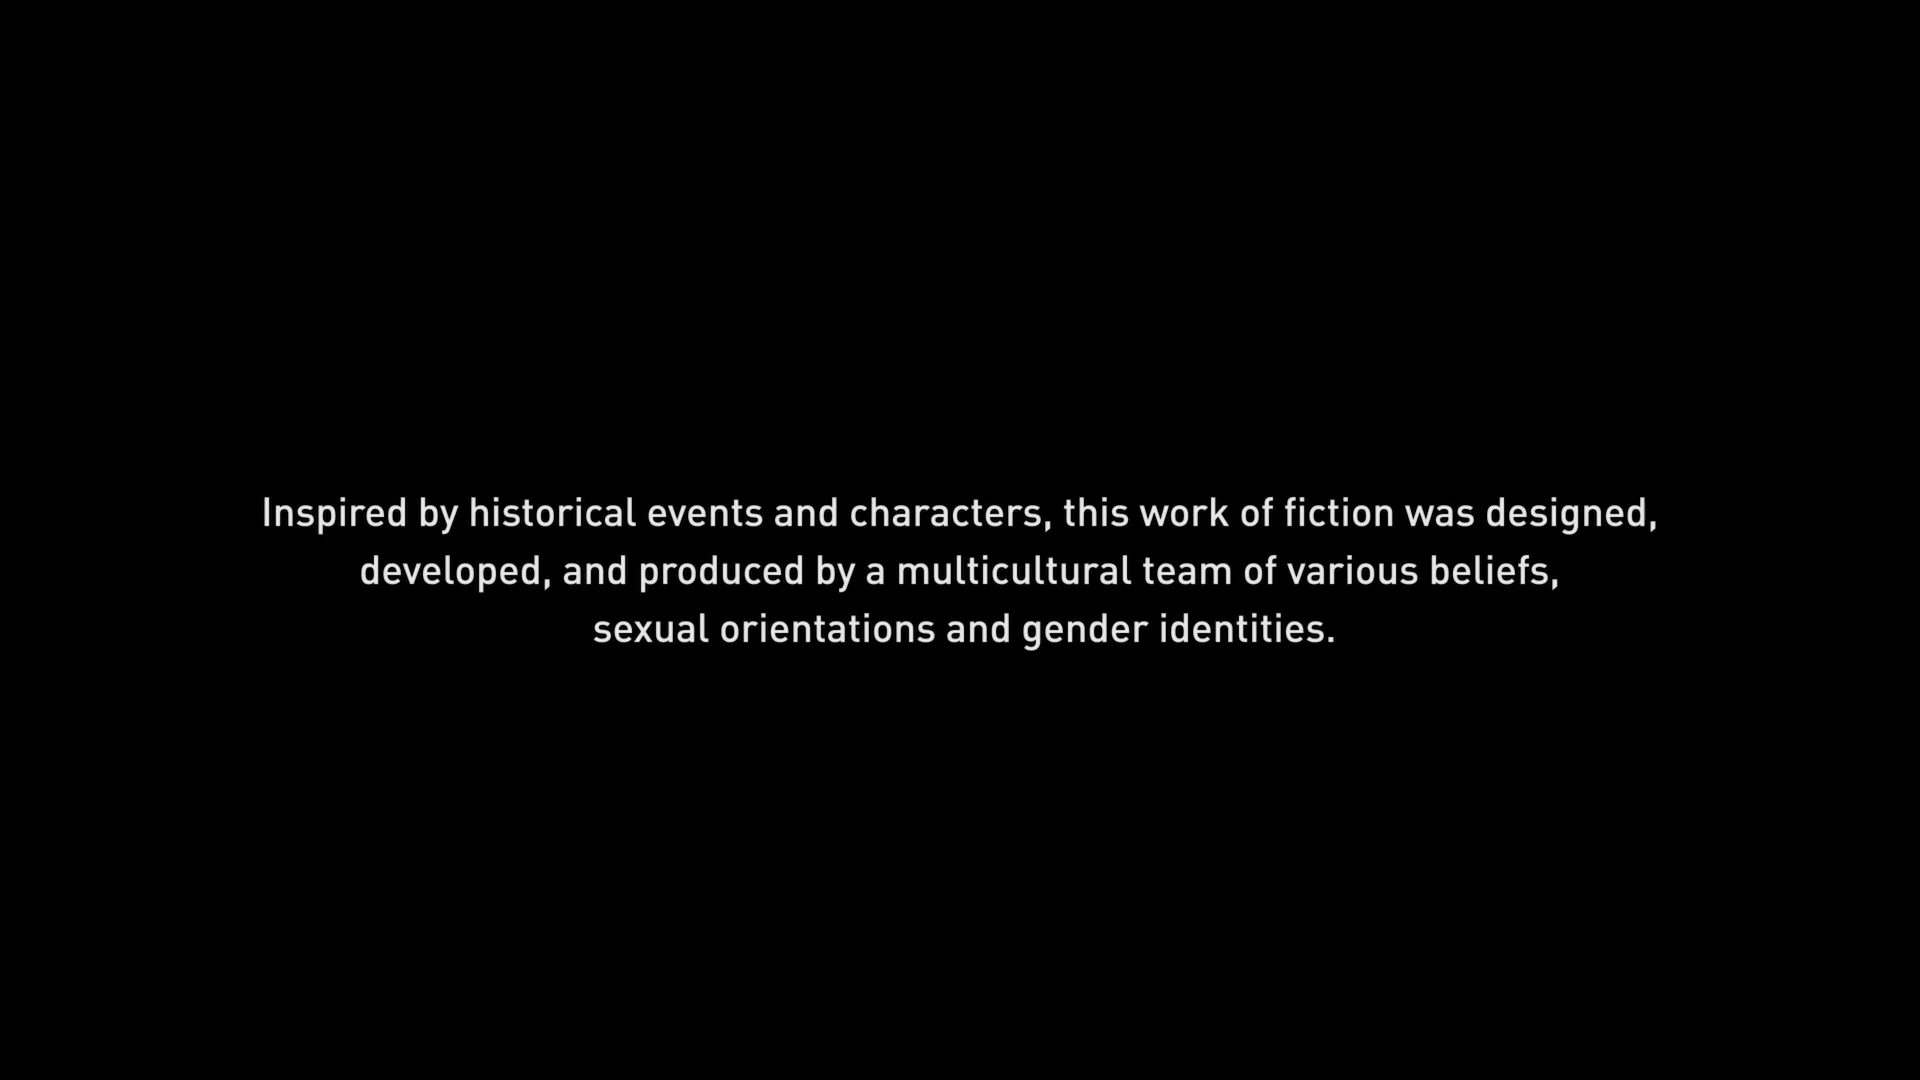 Inspired by historical events and characters, this work of fiction was designed,
developed, and produced by a multicultural team of various beliefs,
sexual orientations and gender identities.